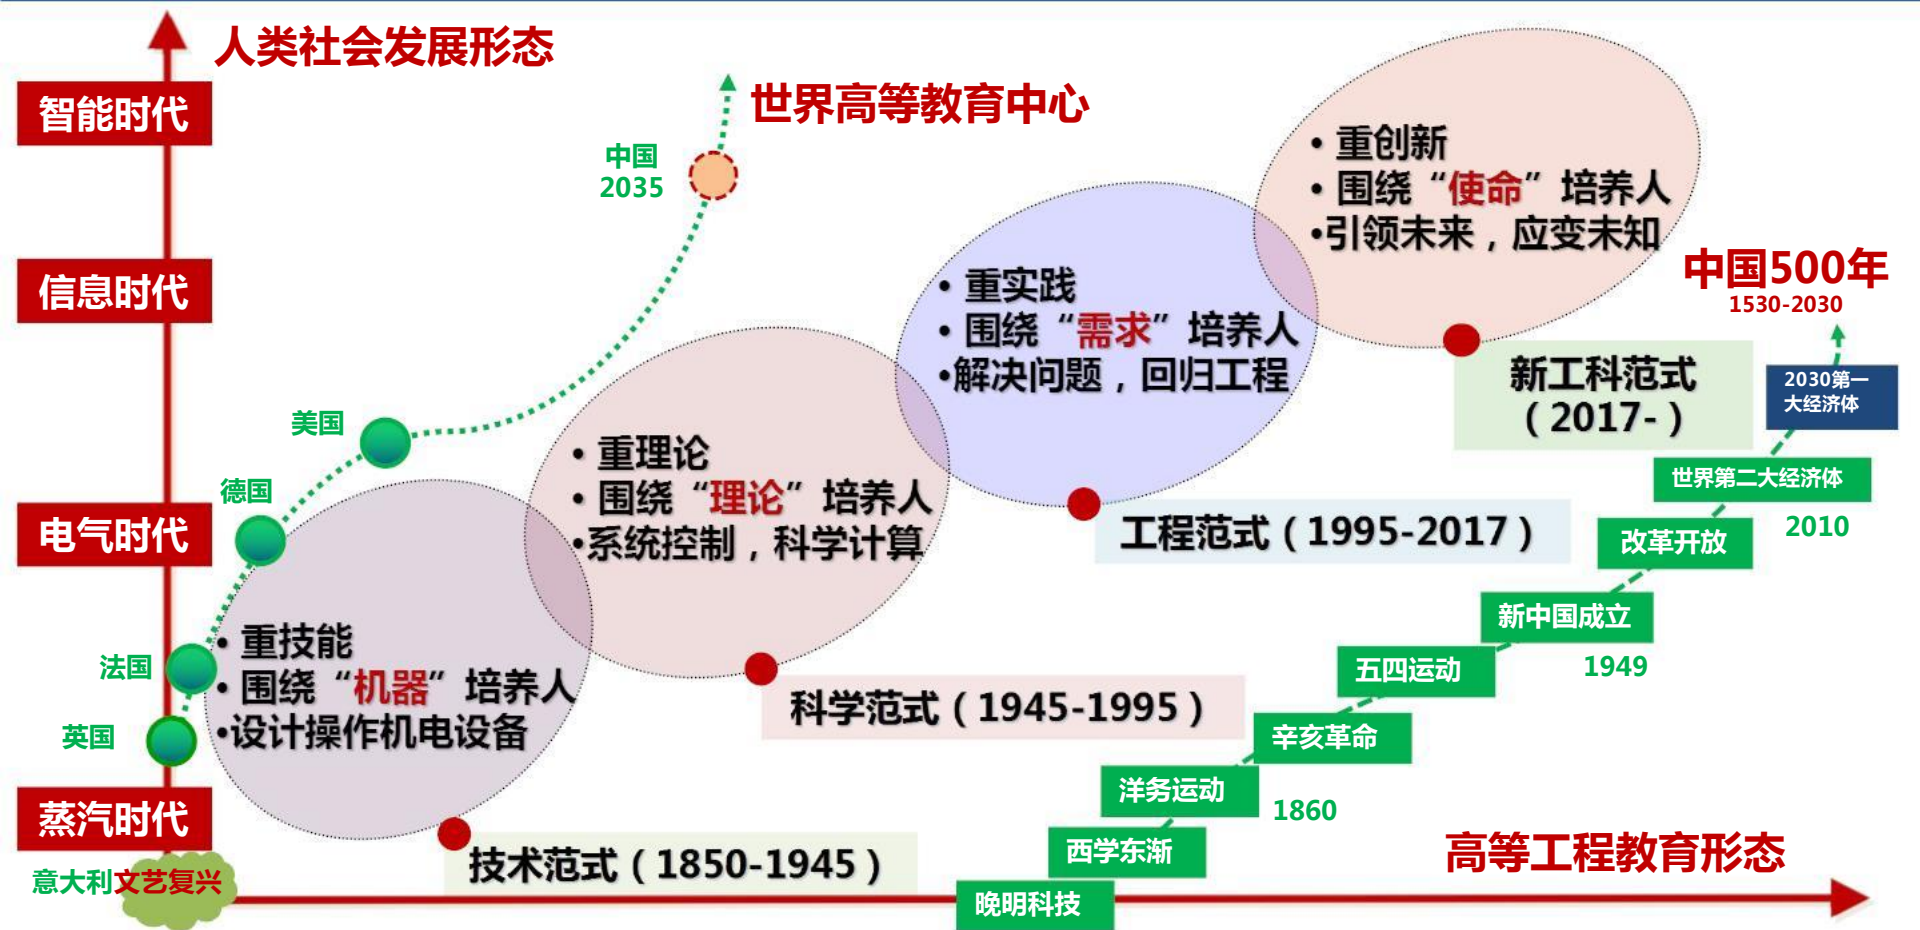 人类社会发展形态
智能时代
信息时代
电气时代
蒸汽时代
意大利文艺复兴
英国
法国
德国
美国
中国
2035
世界高等教育中心
• 重技能
• 围绕“机器”培养人
•设计操作机电设备
技术范式（1850-1945）
• 重理论
• 围绕“理论”培养人
•系统控制，科学计算
科学范式（1945-1995）
• 重实践
• 围绕“需求”培养人
•解决问题，回归工程
工程范式（1995-2017）
• 重创新
• 围绕“使命”培养人
•引领未来，应变未知
新工科范式
（2017-）
中国500年
1530-2030
2030第一
大经济体
世界第二大经济体
2010
改革开放
新中国成立
1949
五四运动
辛亥革命
洋务运动
1860
西学东渐
晚明科技
高等工程教育形态